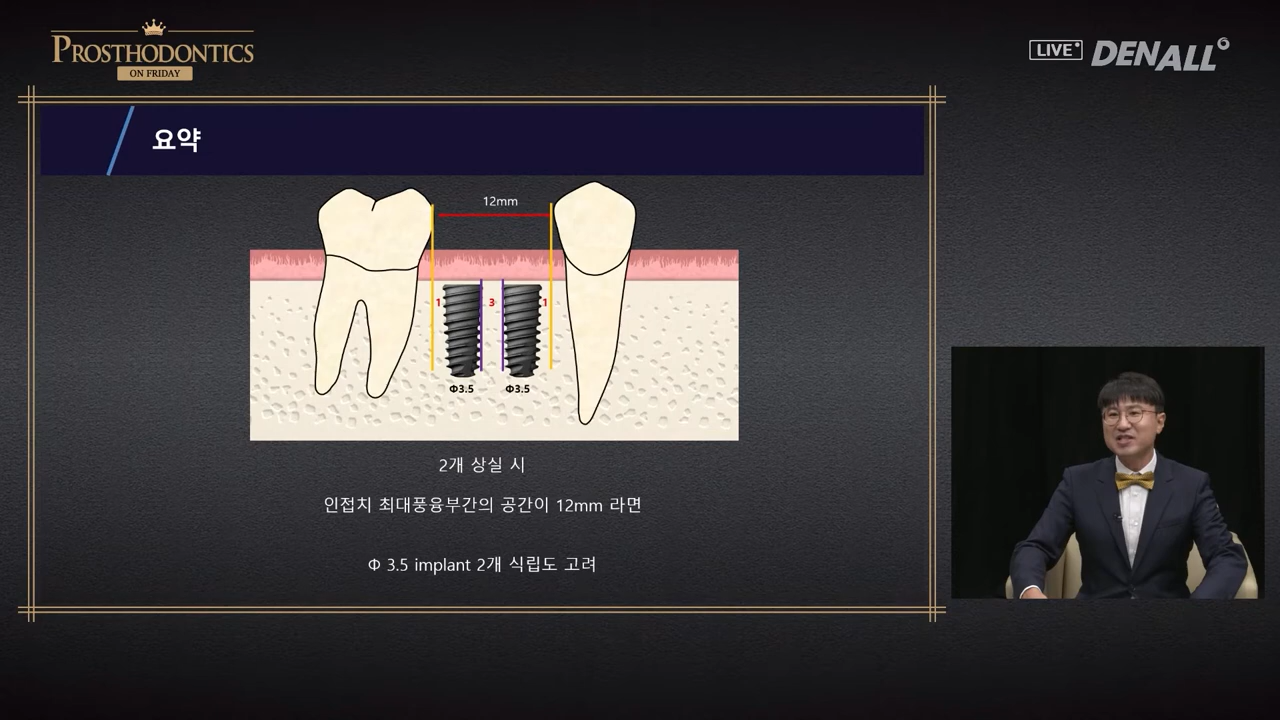 PROSTHODONTICS
ON FRIDAY
LIVE
DENALL
요약
12mm
1
3
1
Φ3.5
Φ3.5
2개 상실 시
인접치 최대풍융부간의 공간이 12mm 라면
Φ 3.5 implant 2개 식립도 고려